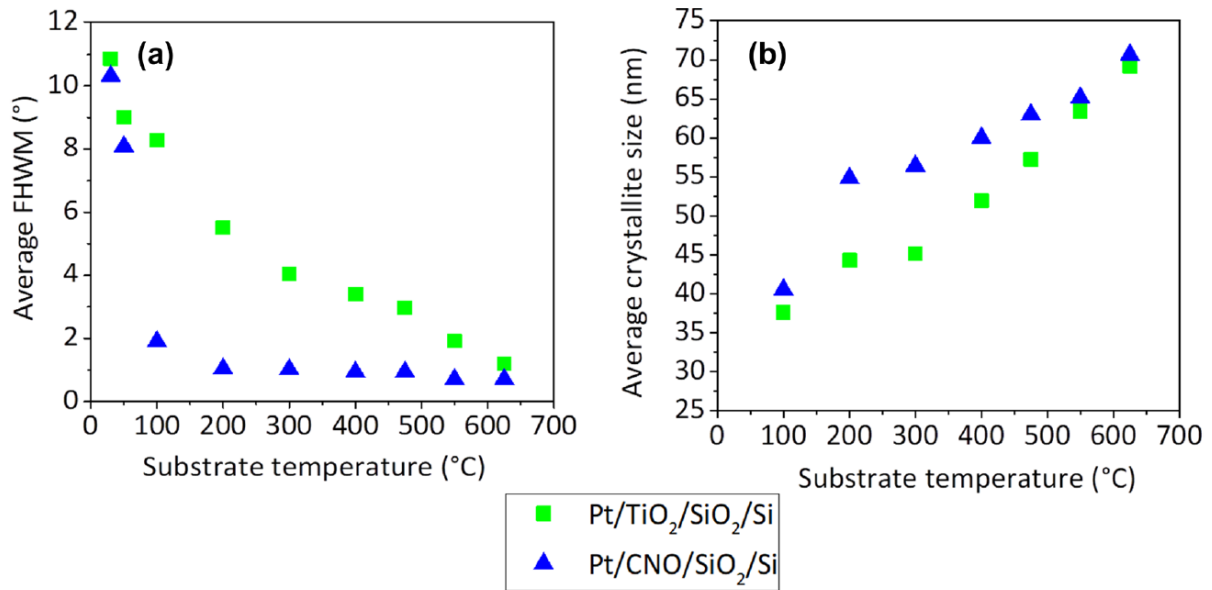 (a)
Average FHWM (°)
12
10
8
6
4
2
0
0 100 200 300 400 500 600 700
Substrate temperature (°C)
(b)
Average crystallite size (nm)
75
70
65
60
55
50
45
40
35
30
25
0 100 200 300 400 500 600 700
Substrate temperature (°C)
Pt/TiO₂/SiO₂/Si
Pt/CNO/SiO₂/Si